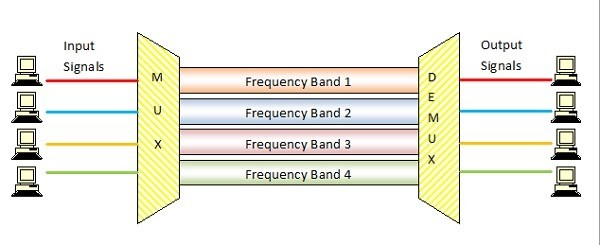 Input
Signals
M
U
X
Frequency Band 1
Frequency Band 2
Frequency Band 3
Frequency Band 4
D
E
M
U
X
Output
Signals